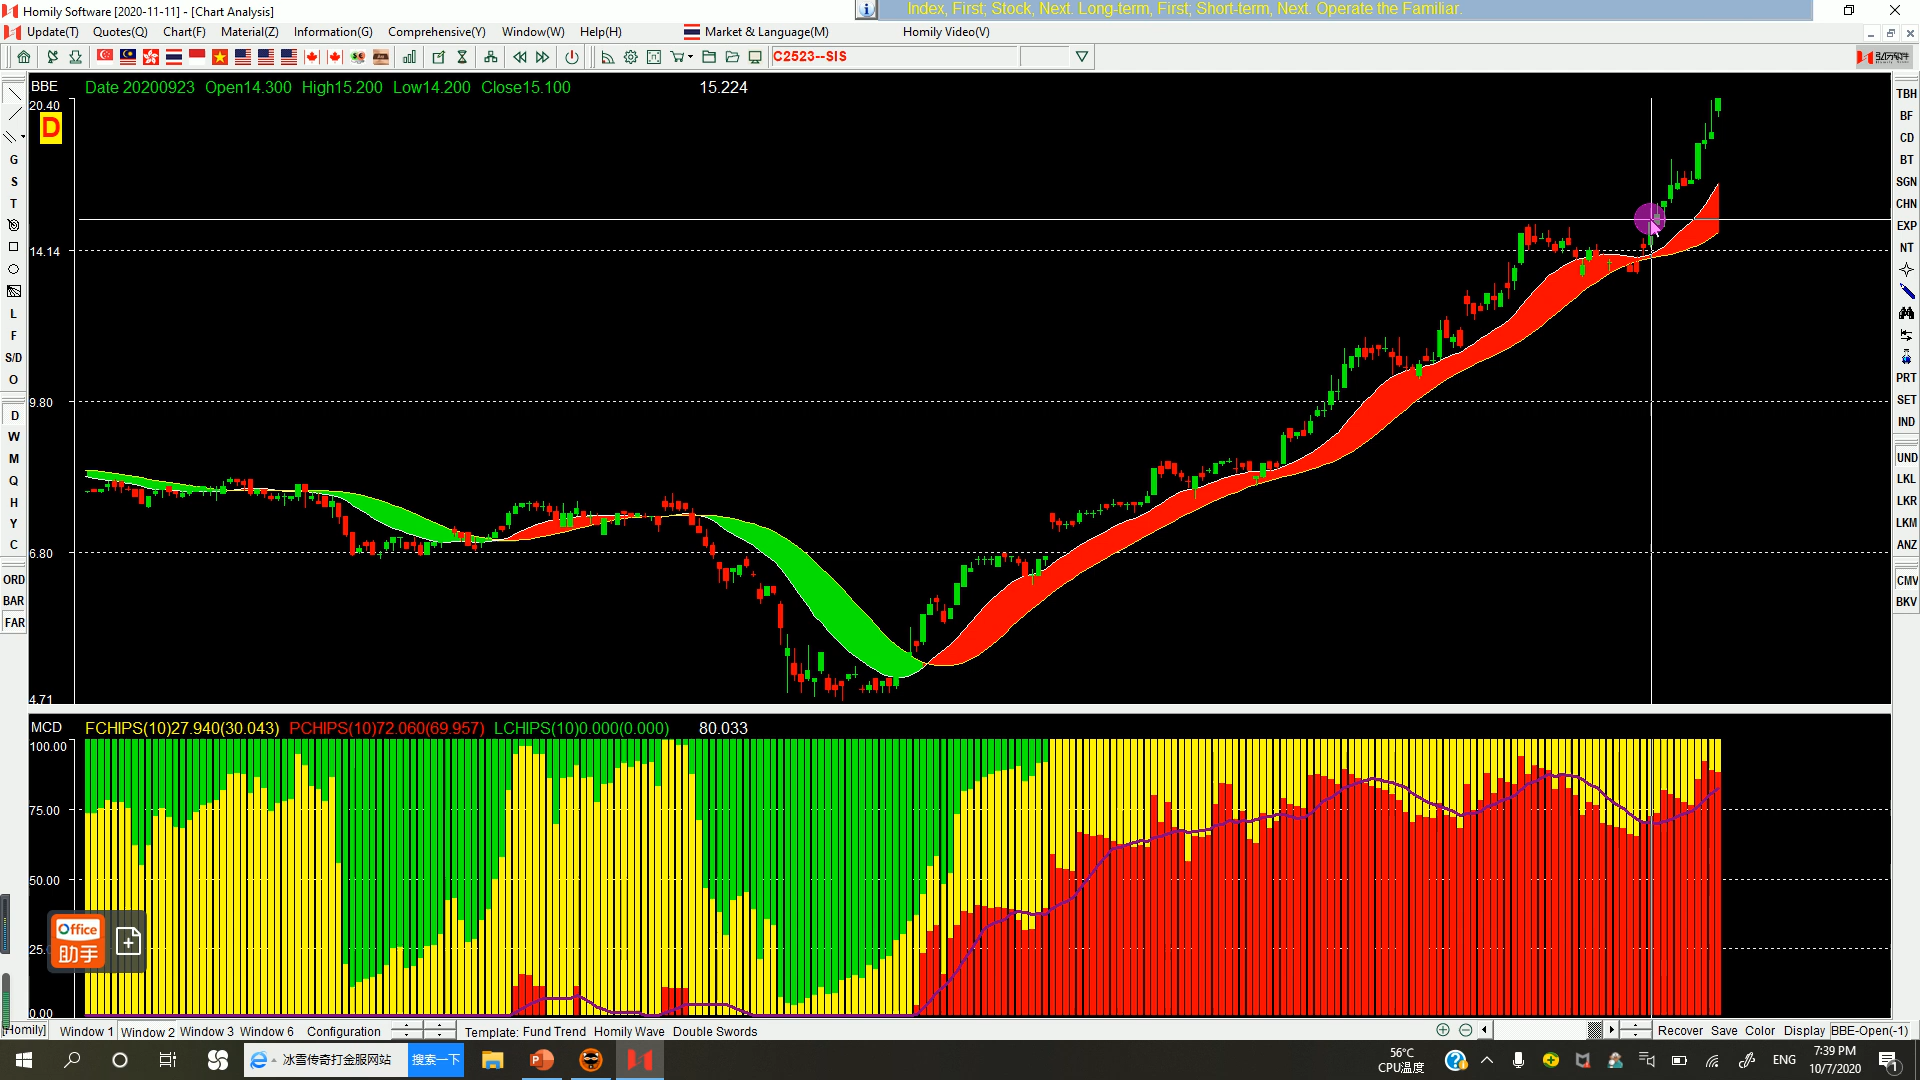 Homily Software [2020-11-11] - [Chart Analysis]
Index, First; Stock, Next. Long-term, First; Short-term, Next. Operate the Familiar.
Update(T) Quotes(Q) Chart(F) Material(Z) Information(G) Comprehensive(Y) Window(W) Help(H) Market & Language(M) Homily Video(V)
C2523--SIS
BBE Date 20200923 Open14.300 High15.200 Low14.200 Close15.100 15.224
20.40
D
14.14
9.80
6.80
4.71
MCD FCHIPS(10)27.940(30.043) PCHIPS(10)72.060(69.957) LCHIPS(10)0.000(0.000) 80.033
100.00
75.00
50.00
25.
0.00
G
S
T
L
F
S/D
O
D
W
M
Q
H
Y
C
ORD
BAR
FAR
TBH
BF
CD
BT
SGN
CHN
EXP
NT
PRT
SET
IND
UND
LKL
LKR
LKM
ANZ
CMV
BKV
Office
助手
[Homily] Window 1 Window 2 Window 3 Window 6 Configuration Template: Fund Trend Homily Wave Double Swords Recover Save Color Display BBE-Open(-1)
冰雪传奇打金服网站 搜索一下
56°C
CPU温度
ENG
7:39 PM
10/7/2020
1